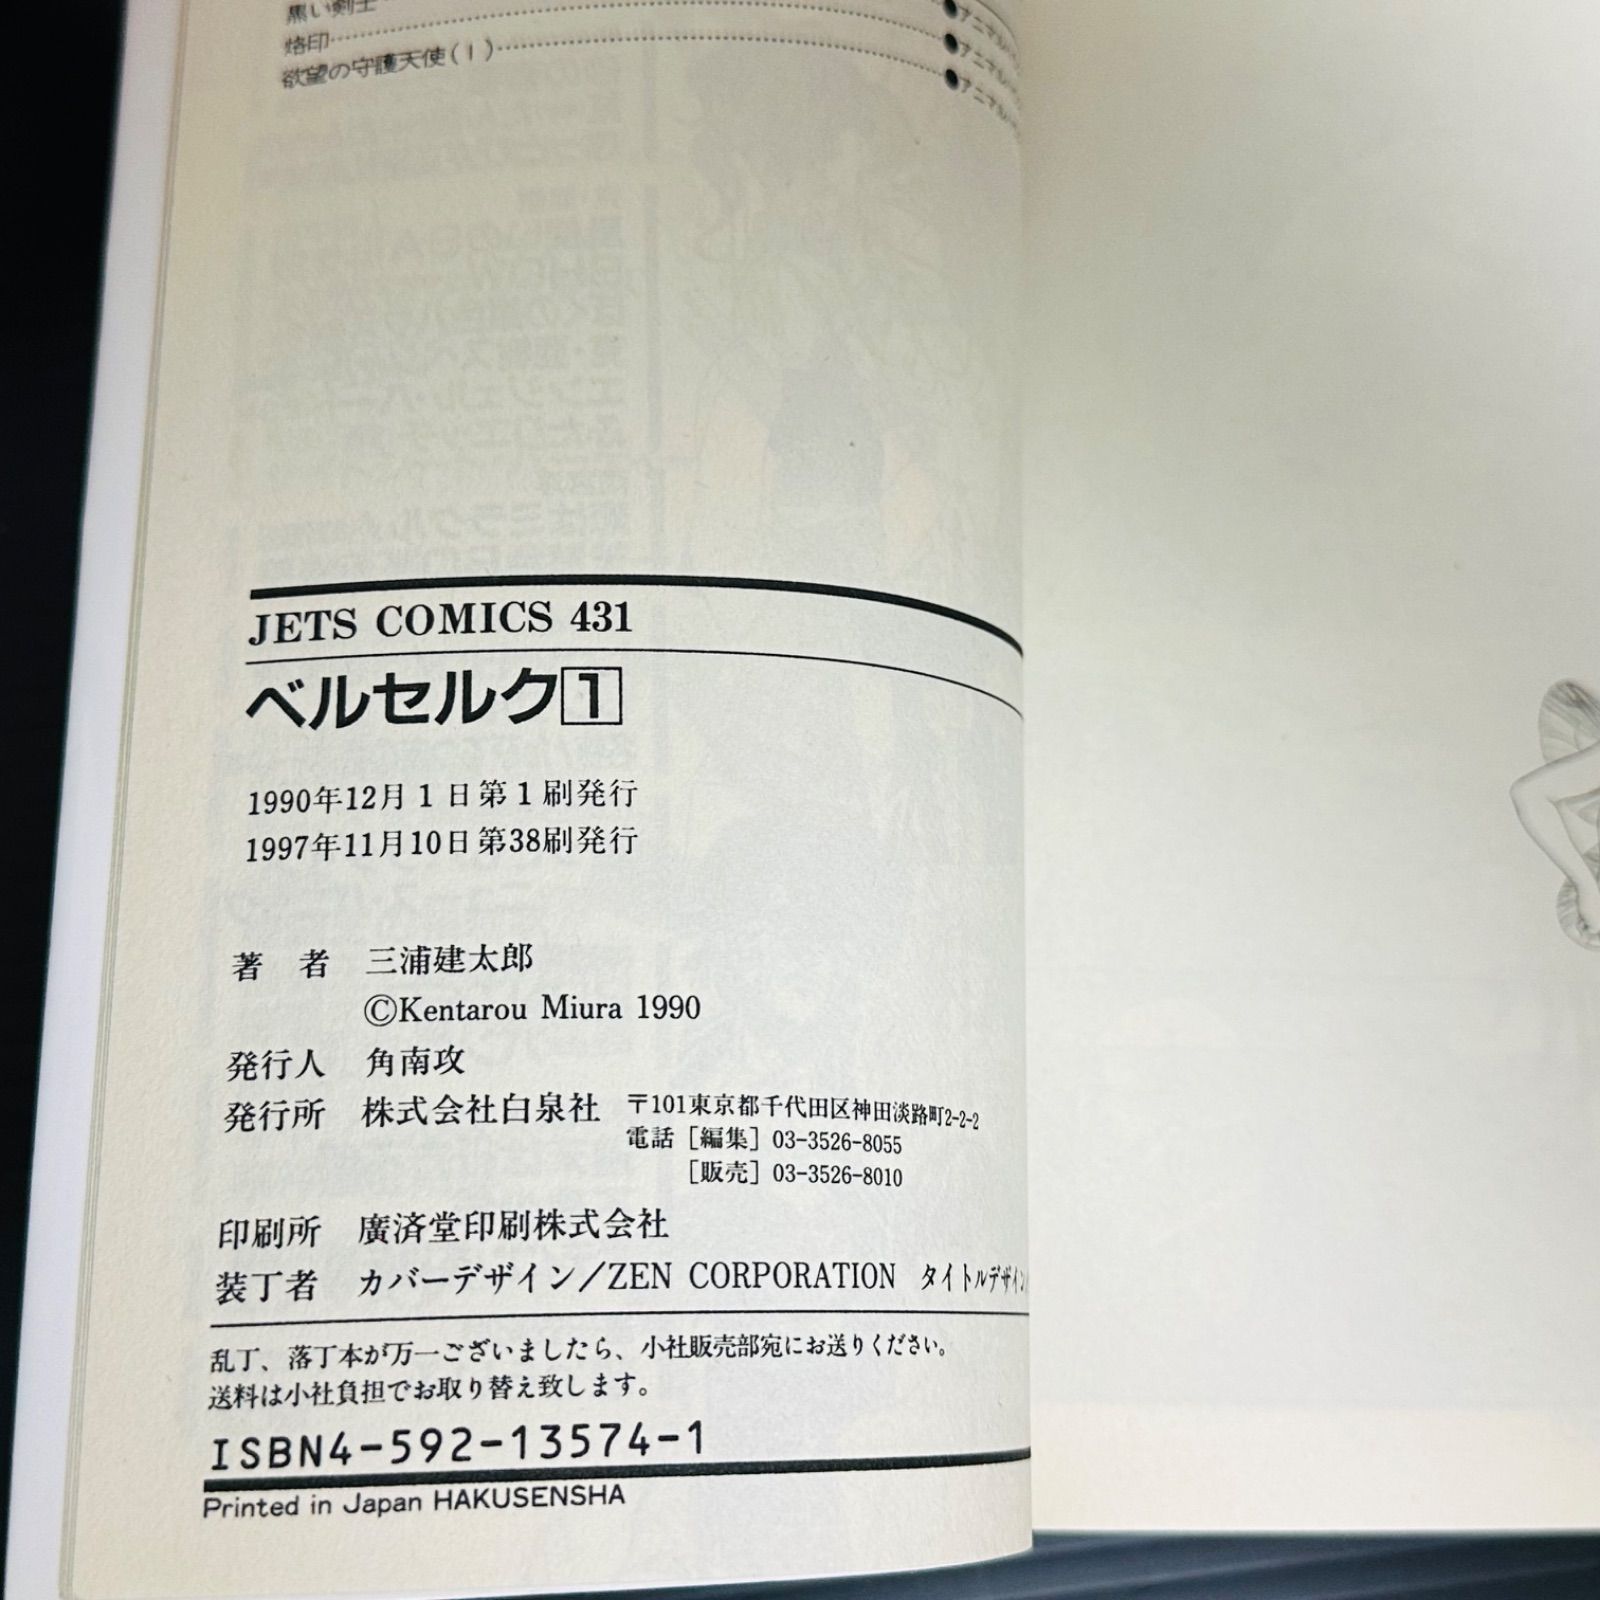 黒い剣士
烙印
欲望の守護天使(1)
JETS COMICS 431
ベルセルク1
1990年12月1日第1刷発行
1997年11月10日第38刷発行
著 者 三浦建太郎
©Kentarou Miura 1990
発行人 角南攻
発行所 株式会社白泉社 〒101東京都千代田区神田淡路町2-2-2
電話［編集］03-3526-8055
［販売］03-3526-8010
印刷所 廣済堂印刷株式会社
装丁者 カバーデザイン/ZEN CORPORATION タイトルデザイン
乱丁、落丁本が万一ございましたら、小社販売部宛にお送りください。
送料は小社負担でお取り替え致します。
ISBN4-592-13574-1
Printed in Japan HAKUSENSHA